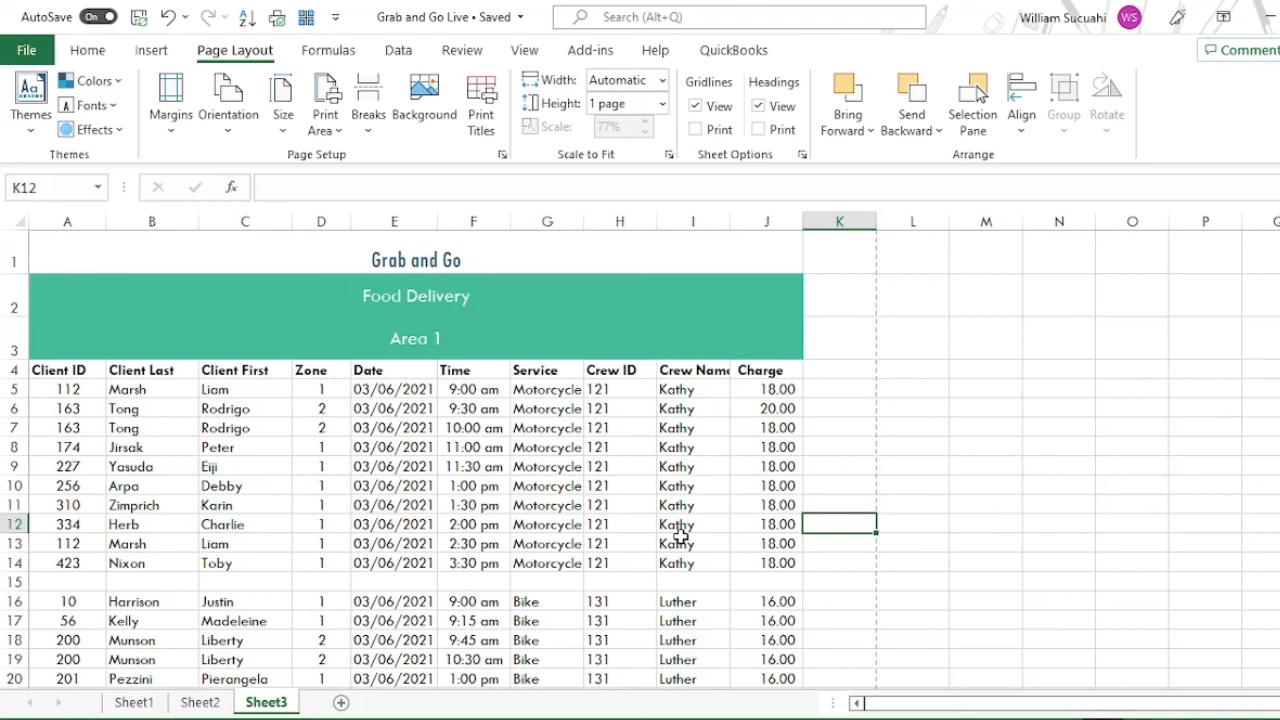 AutoSave On Grab and Go Live • Saved Search (Alt+Q) William Sucuahi WS
File Home Insert Page Layout Formulas Data Review View Add-ins Help QuickBooks Comment
Themes Colors Fonts Effects Margins Orientation Size Print Area Breaks Background Print Titles Width: Automatic Height: 1 page Scale: 77% Gridlines View Print Headings View Print Bring Forward Send Backward Selection Pane Align Group Rotate
Themes Page Setup Scale to Fit Sheet Options Arrange
K12 fx
A B C D E F G H I J K L M N O P
1 Grab and Go
2 Food Delivery
3 Area 1
4 Client ID Client Last Client First Zone Date Time Service Crew ID Crew Name Charge
5 112 Marsh Liam 1 03/06/2021 9:00 am Motorcycle 121 Kathy 18.00
6 163 Tong Rodrigo 2 03/06/2021 9:30 am Motorcycle 121 Kathy 20.00
7 163 Tong Rodrigo 2 03/06/2021 10:00 am Motorcycle 121 Kathy 18.00
8 174 Jirsak Peter 1 03/06/2021 11:00 am Motorcycle 121 Kathy 18.00
9 227 Yasuda Eiji 1 03/06/2021 11:30 am Motorcycle 121 Kathy 18.00
10 256 Arpa Debby 1 03/06/2021 1:00 pm Motorcycle 121 Kathy 18.00
11 310 Zimprich Karin 1 03/06/2021 1:30 pm Motorcycle 121 Kathy 18.00
12 334 Herb Charlie 1 03/06/2021 2:00 pm Motorcycle 121 Kathy 18.00
13 112 Marsh Liam 1 03/06/2021 2:30 pm Motorcycle 121 Kathy 18.00
14 423 Nixon Toby 1 03/06/2021 3:30 pm Motorcycle 121 Kathy 18.00
15
16 10 Harrison Justin 1 03/06/2021 9:00 am Bike 131 Luther 16.00
17 56 Kelly Madeleine 1 03/06/2021 9:15 am Bike 131 Luther 16.00
18 200 Munson Liberty 2 03/06/2021 9:45 am Bike 131 Luther 16.00
19 200 Munson Liberty 2 03/06/2021 10:30 am Bike 131 Luther 16.00
20 201 Pezzini Pierangela 1 03/06/2021 1:00 pm Bike 131 Luther 16.00
Sheet1 Sheet2 Sheet3